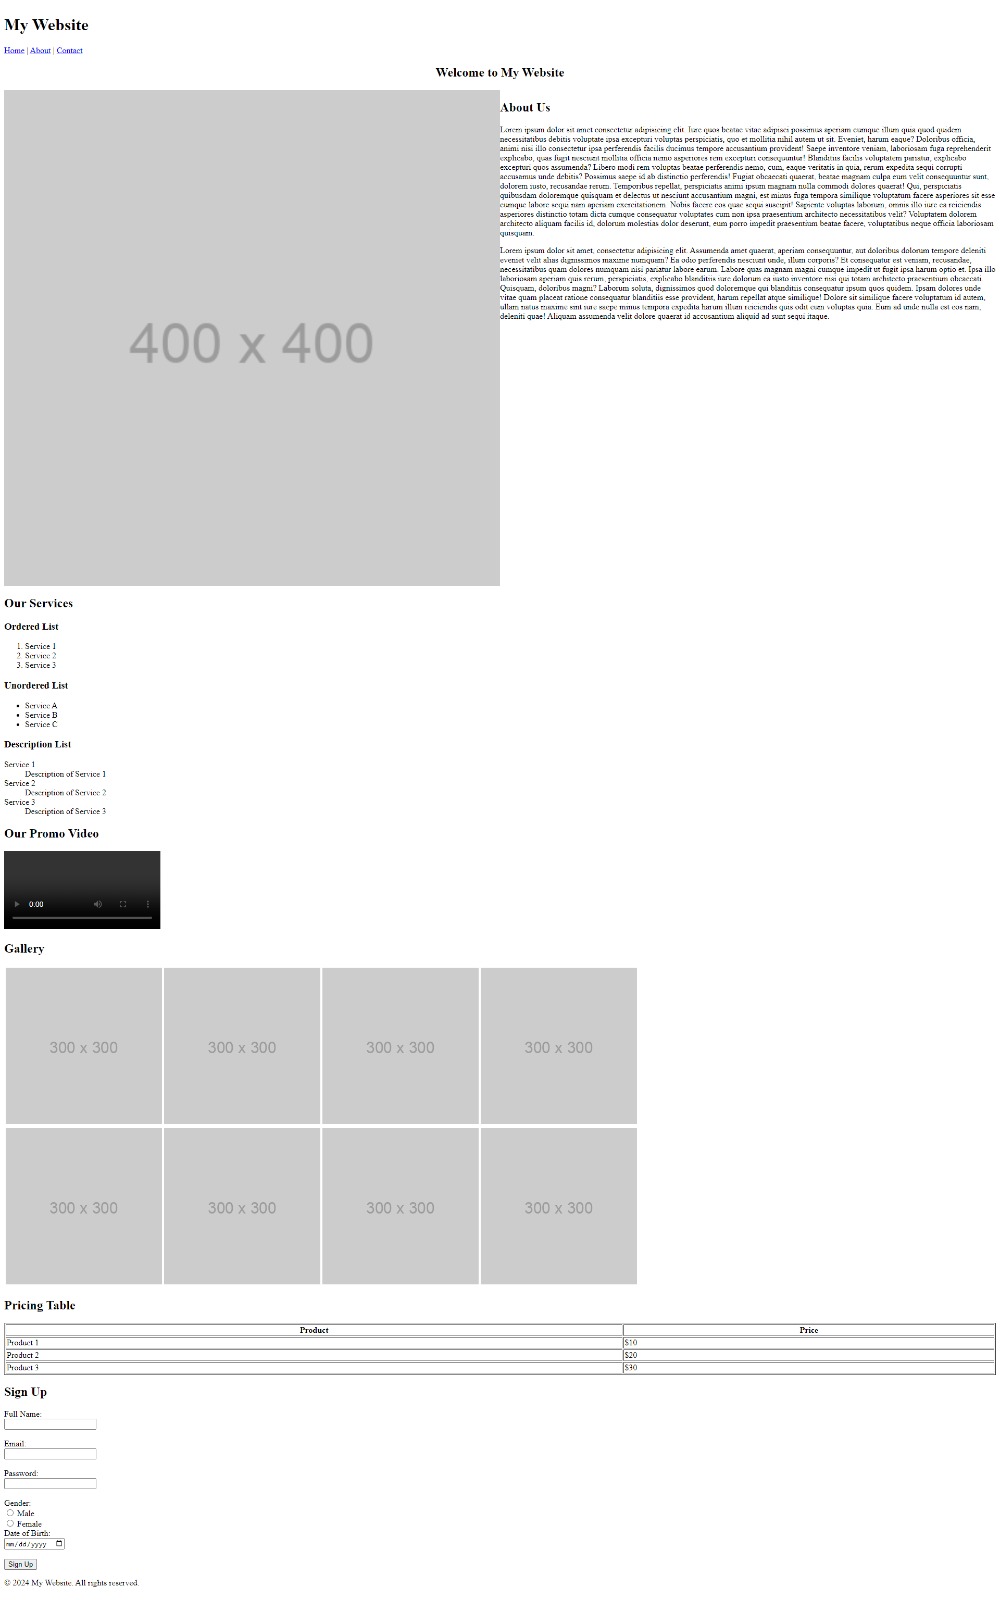 My Website
Home | About | Contact
Welcome to My Website
400 x 400
About Us
Lorem ipsum dolor sit amet consectetur adipisicing elit. Iure quos beatae vitae adipisci possimus aperiam cumque illum quia quod quidem
necessitatibus debitis voluptate ipsa excepturi voluptas perspiciatis, quo et mollitia nihil autem ut sit. Eveniet, harum eaque? Doloribus officia,
animi nisi illo consectetur ipsa perferendis facilis ducimus tempore accusantium provident! Saepe inventore veniam, laboriosam fuga reprehenderit
explicabo, quas fugit nesciunt mollitia officia nemo asperiores rem excepturi consequuntur! Blanditiis facilis voluptatem pariatur, explicabo
excepturi quos assumenda? Libero modi rem voluptas beatae perferendis nemo, cum, eaque veritatis in quia, rerum expedita sequi corrupti
accusamus unde debitis? Possimus saepe id ab distinctio perferendis! Fugiat obcaecati quaerat, beatae magnam culpa eum velit consequuntur sunt,
dolorem iusto, recusandae rerum. Temporibus repellat, perspiciatis animi ipsum magnam nulla commodi dolores quaerat! Qui, perspiciatis
quibusdam doloremque quisquam et delectus ut nesciunt accusantium magni, est minus fuga tempora similique voluptatum facere asperiores sit esse
cumque labore sequi nam aperiam exercitationem. Nobis facere eos quae sequi suscipit! Sapiente voluptas laborum, omnis illo iure ea reiciendis
asperiores distinctio totam dicta cumque consequatur voluptates cum non ipsa praesentium architecto necessitatibus velit? Voluptatem dolorem
architecto aliquam facilis id, dolorum molestias dolor deserunt, eum porro impedit praesentium beatae facere, voluptatibus neque officia laboriosam
quisquam.
Lorem ipsum dolor sit amet, consectetur adipisicing elit. Assumenda amet quaerat, aperiam consequuntur, aut doloribus dolorum tempore deleniti
eveniet velit alias dignissimos maxime numquam? Ea odio perferendis nesciunt unde, illum corporis? Et consequatur est veniam, recusandae,
necessitatibus quam dolores numquam nisi pariatur labore earum. Labore quas magnam magni cumque impedit ut fugit ipsa harum optio et. Ipsa illo
laboriosam aperiam quis rerum, perspiciatis, explicabo blanditiis iure dolorum ea iusto inventore nisi qui totam architecto praesentium obcaecati.
Quisquam, doloribus magni? Laborum soluta, dignissimos quod doloremque qui blanditiis consequatur ipsum quos quidem. Ipsam dolores unde
vitae quam placeat ratione consequatur blanditiis esse provident, harum repellat atque similique! Dolore sit similique facere voluptatum id autem,
ullam natus maxime sint iure saepe minus tempora expedita harum illum reiciendis quis odit cum voluptas quia. Eum ad unde nulla est eos nam,
deleniti quae! Aliquam assumenda velit dolore quaerat id accusantium aliquid ad sunt sequi itaque.
Our Services
Ordered List
1. Service 1
2. Service 2
3. Service 3
Unordered List
• Service A
• Service B
• Service C
Description List
Service 1
Description of Service 1
Service 2
Description of Service 2
Service 3
Description of Service 3
Our Promo Video
0:00
Gallery
300 x 300 300 x 300 300 x 300 300 x 300
300 x 300 300 x 300 300 x 300 300 x 300
Pricing Table
Product Price
Product 1 $10
Product 2 $20
Product 3 $30
Sign Up
Full Name:
Email:
Password:
Gender:
Male
Female
Date of Birth:
mm/dd/yyyy
Sign Up
© 2024 My Website. All rights reserved.